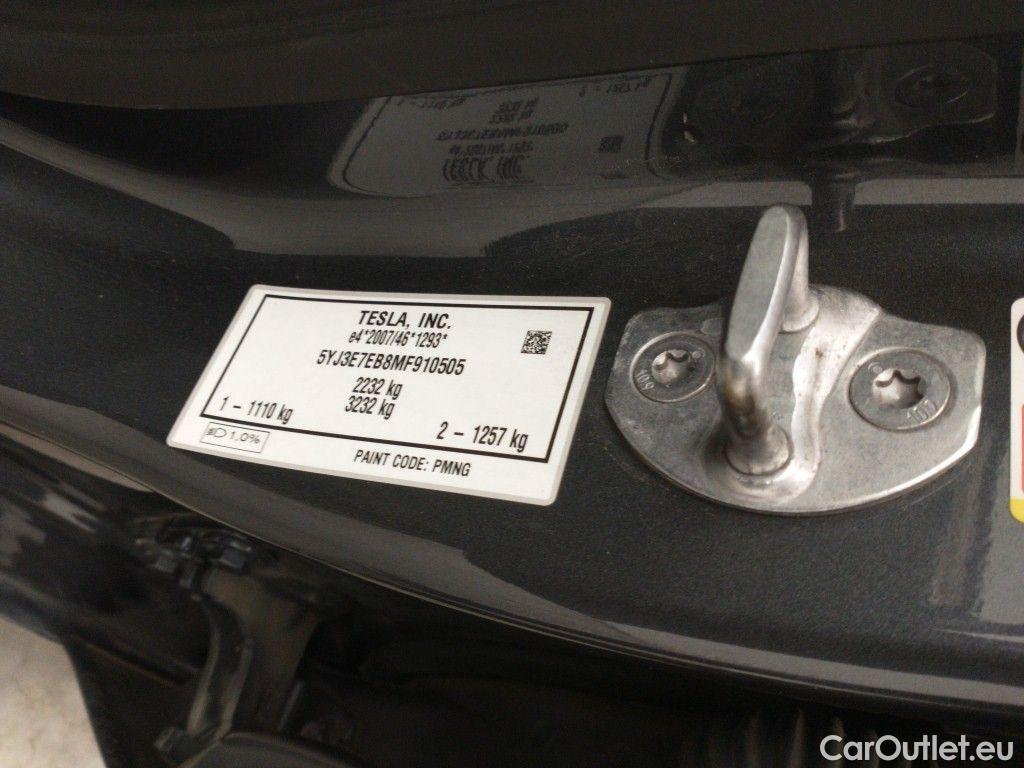 TESLA, INC.
e4*2007/46*1293*
5YJ3E7EB8MF910505
2232 kg
3232 kg
1 – 1110 kg
2 – 1257 kg
1,0%
PAINT CODE: PMNG
109
CarOutlet.eu